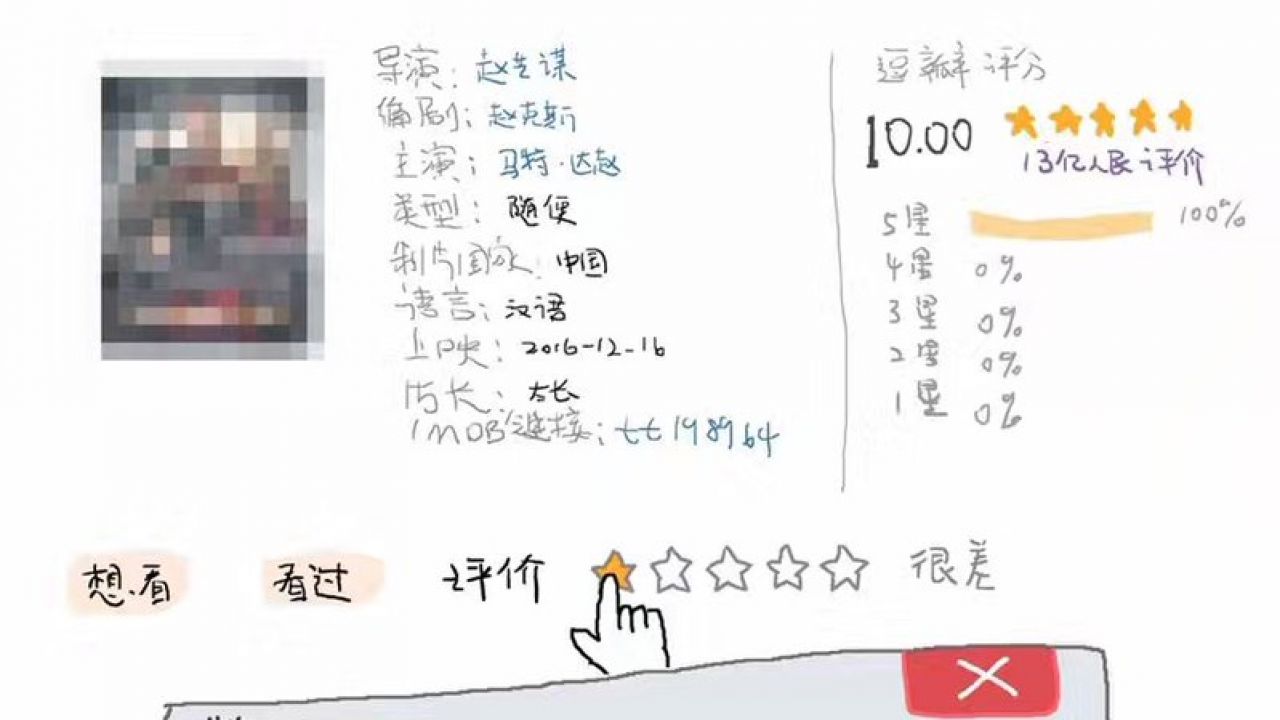 导演：赵先谋
编剧：赵克斯
主演：马特·达赵
类型：随便
制片国家：中国
语言：汉语
上映：2016-12-16
片长：太长
IMDB链接：tt198964
逗瓣评分
10.00
13亿人民评价
5星 100%
4星 0%
3星 0%
2星 0%
1星 0%
想看 看过 评价 很差